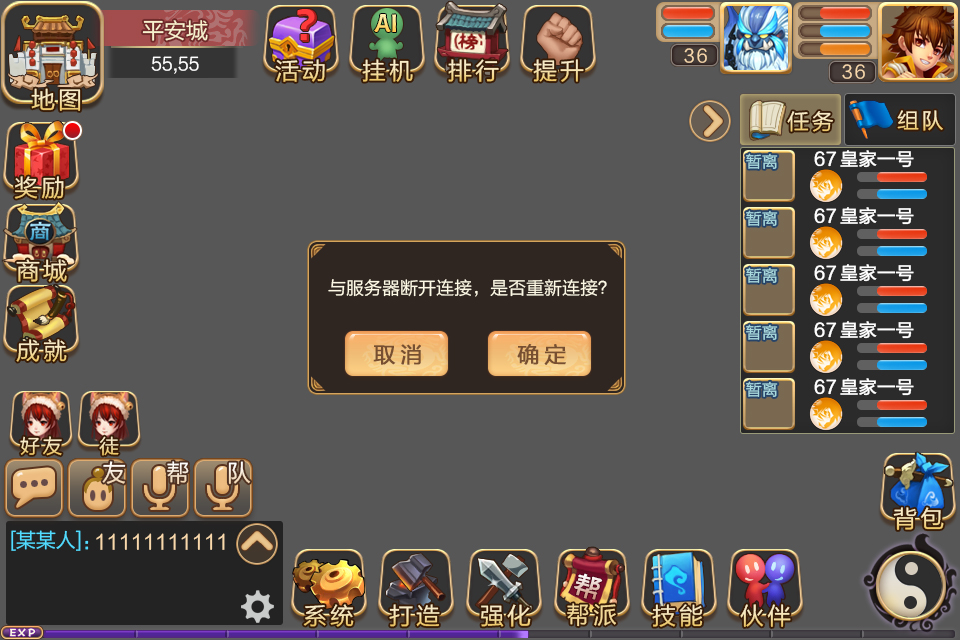 地图
平安城
55,55
?
活动
AI
挂机
榜
排行
提升
36
36
任务
组队
奖励
商
商城
成就
暂离
67 皇家一号
暂离
67 皇家一号
暂离
67 皇家一号
暂离
67 皇家一号
暂离
67 皇家一号
与服务器断开连接，是否重新连接?
取消
确定
好友
徒
友
帮
队
[某某人]: 11111111111
背包
系统
打造
强化
帮
帮派
技能
伙伴
EXP